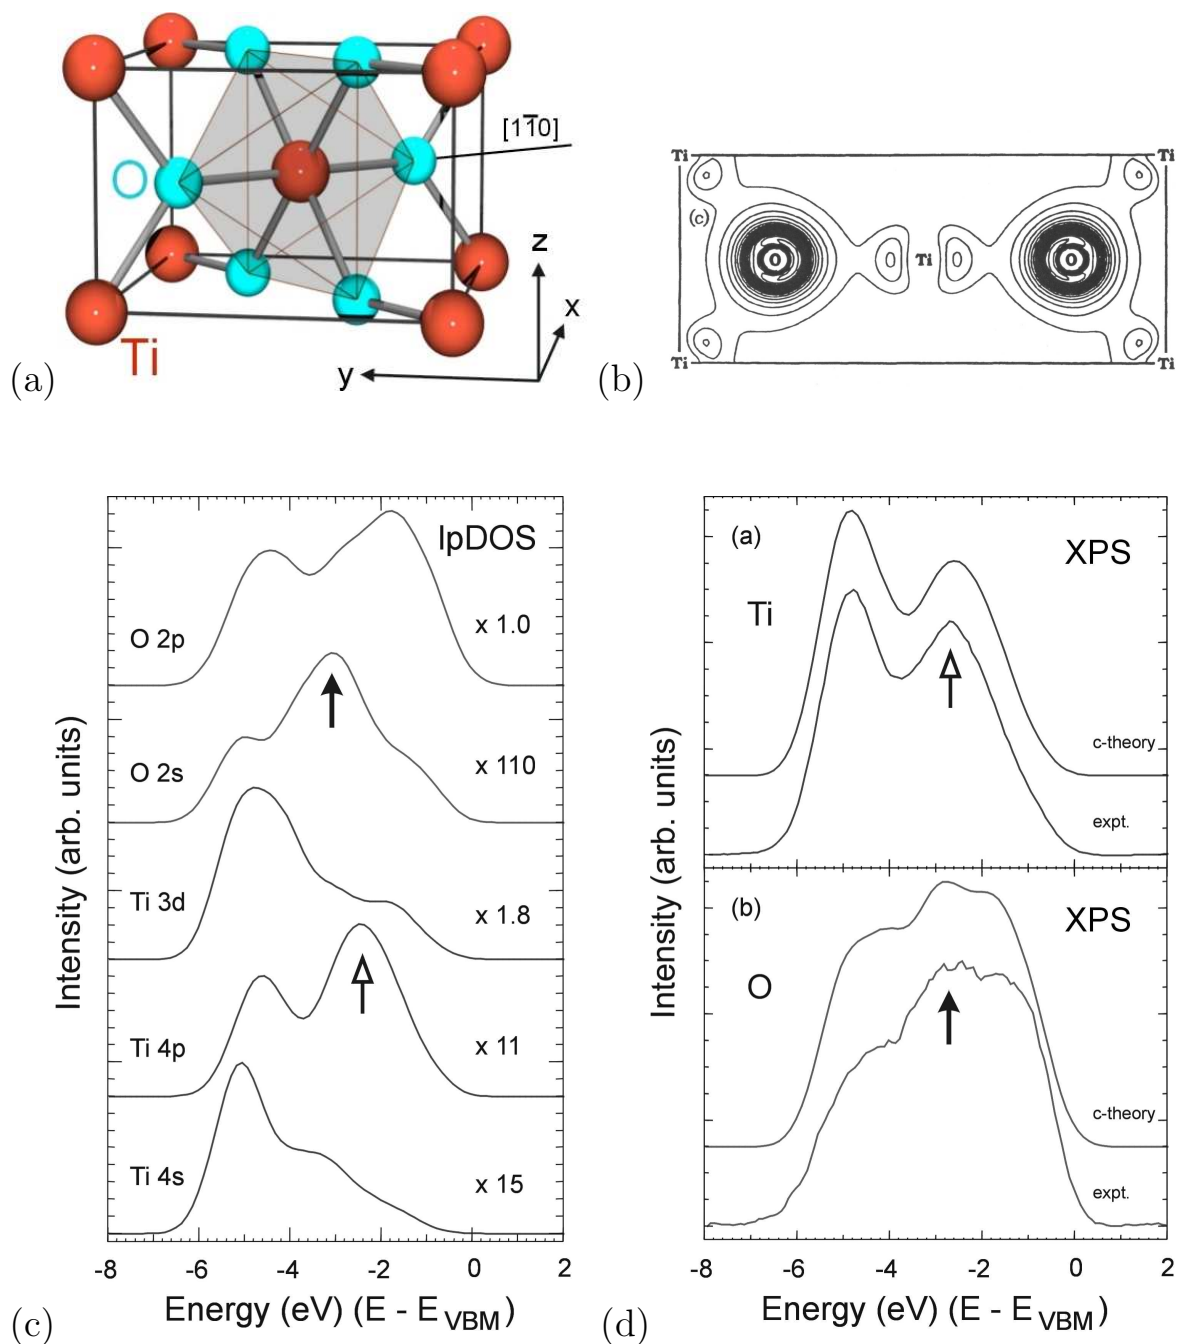 [11̄0]
O
z
x
y
Ti
(a)
Ti
Ti
(c)
O
Ti
O
Ti
Ti
(b)
lpDOS
O 2p
x 1.0
O 2s
x 110
Ti 3d
x 1.8
Ti 4p
x 11
Ti 4s
x 15
Intensity (arb. units)
-8 -6 -4 -2 0 2
Energy (eV) (E - E_VBM)
(c)
(a)
XPS
Ti
c-theory
expt.
(b)
XPS
O
c-theory
expt.
Intensity (arb. units)
-8 -6 -4 -2 0 2
Energy (eV) (E - E_VBM)
(d)